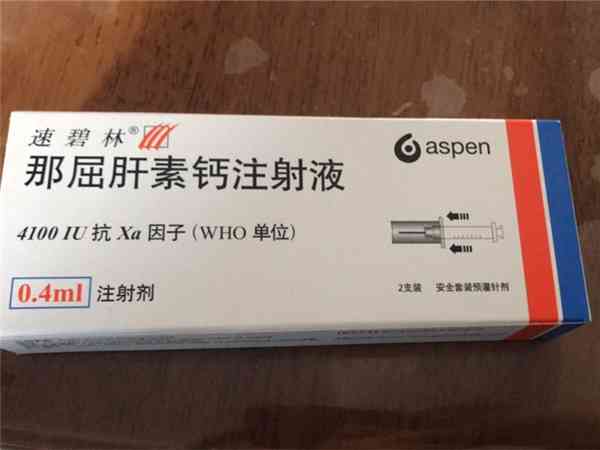 速碧林®
aspen
那屈肝素钙注射液
4100 IU 抗 Xa 因子 (WHO 单位)
0.4ml 注射剂
2支装 安全套装预灌针剂